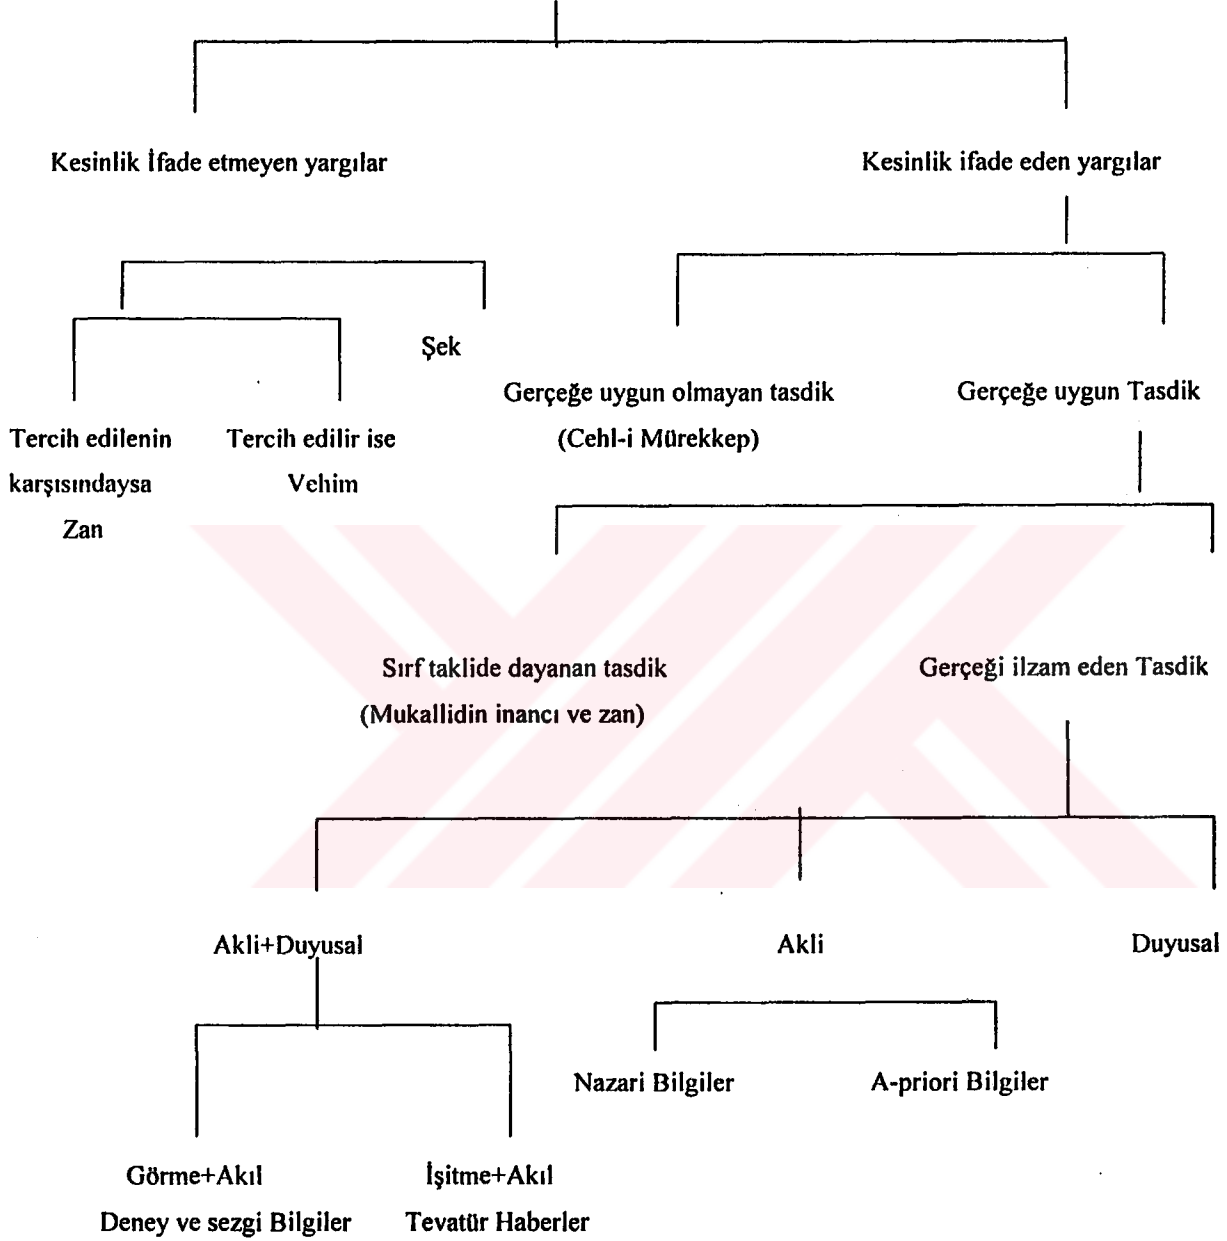 Kesinlik İfade etmeyen yargılar
Kesinlik ifade eden yargılar
Şek
Tercih edilenin
karşısındaysa
Zan
Tercih edilir ise
Vehim
Gerçeğe uygun olmayan tasdik
(Cehl-i Mürekkep)
Gerçeğe uygun Tasdik
Sırf taklide dayanan tasdik
(Mukallidin inancı ve zan)
Gerçeği ilzam eden Tasdik
Akli+Duyusal
Akli
Duyusal
Nazari Bilgiler
A-priori Bilgiler
Görme+Akıl
Deney ve sezgi Bilgiler
İşitme+Akıl
Tevatür Haberler